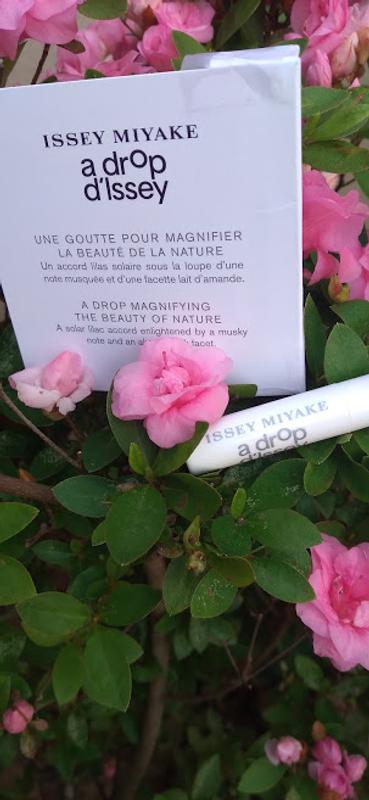 ISSEY MIYAKE
a drop
d'Issey
UNE GOUTTE POUR MAGNIFIER
LA BEAUTÉ DE LA NATURE
Un accord lilas solaire sous la loupe d'une
note musquée et d'une facette lait d'amande.
A DROP MAGNIFYING
THE BEAUTY OF NATURE
A solar lilac accord enlightened by a musky
note and an facet.
ISSEY MIYAKE
a drop
d'Issey